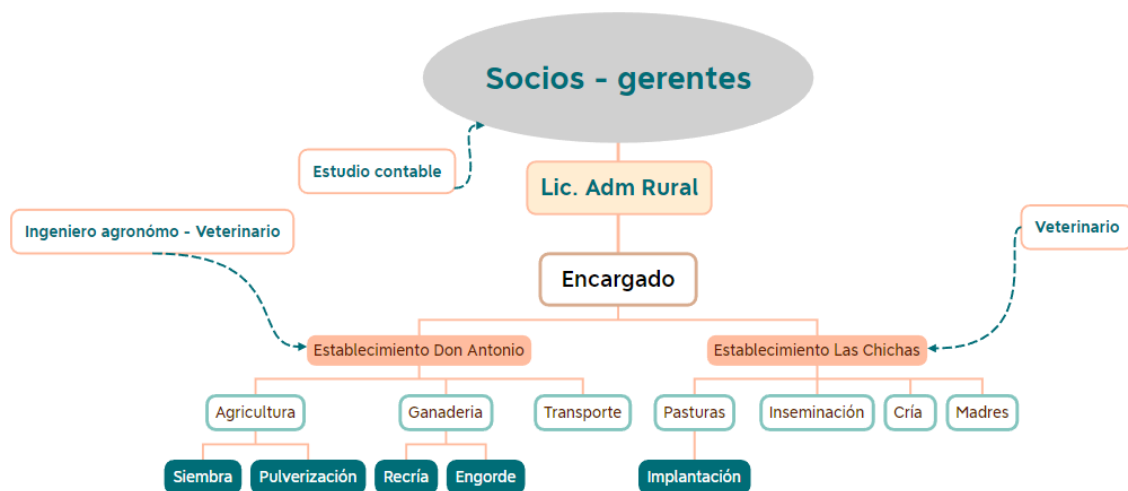 Socios - gerentes
Estudio contable
Lic. Adm Rural
Ingeniero agronómo - Veterinario
Veterinario
Encargado
Establecimiento Don Antonio
Establecimiento Las Chichas
Agricultura
Ganaderia
Transporte
Pasturas
Inseminación
Cría
Madres
Siembra
Pulverización
Recría
Engorde
Implantación